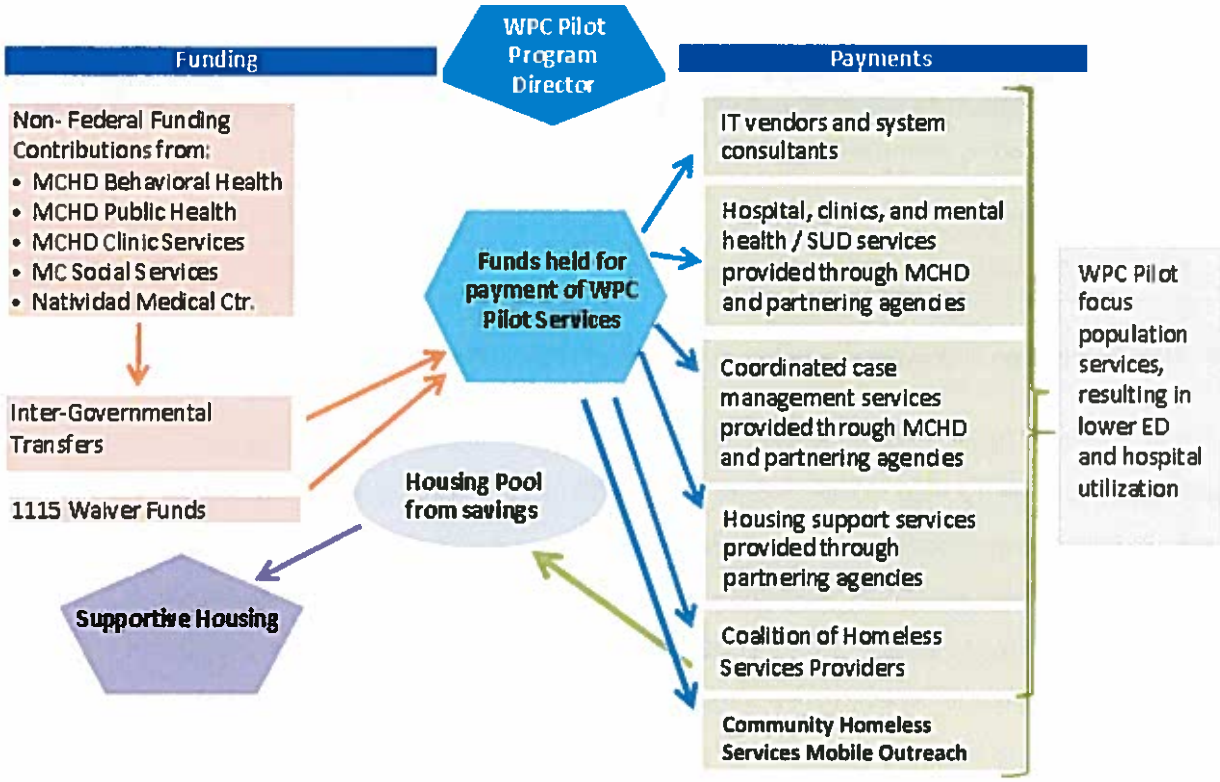 WPC Pilot
Program
Director
Funding
Payments
Non- Federal Funding
Contributions from:
• MCHD Behavioral Health
• MCHD Public Health
• MCHD Clinic Services
• MC Social Services
• Natividad Medical Ctr.
Inter-Governmental
Transfers
1115 Waiver Funds
Supportive Housing
Funds held for
payment of WPC
Pilot Services
Housing Pool
from savings
IT vendors and system
consultants
Hospital, clinics, and mental
health / SUD services
provided through MCHD
and partnering agencies
Coordinated case
management services
provided through MCHD
and partnering agencies
Housing support services
provided through
partnering agencies
Coalition of Homeless
Services Providers
Community Homeless
Services Mobile Outreach
WPC Pilot
focus
population
services,
resulting in
lower ED
and hospital
utilization